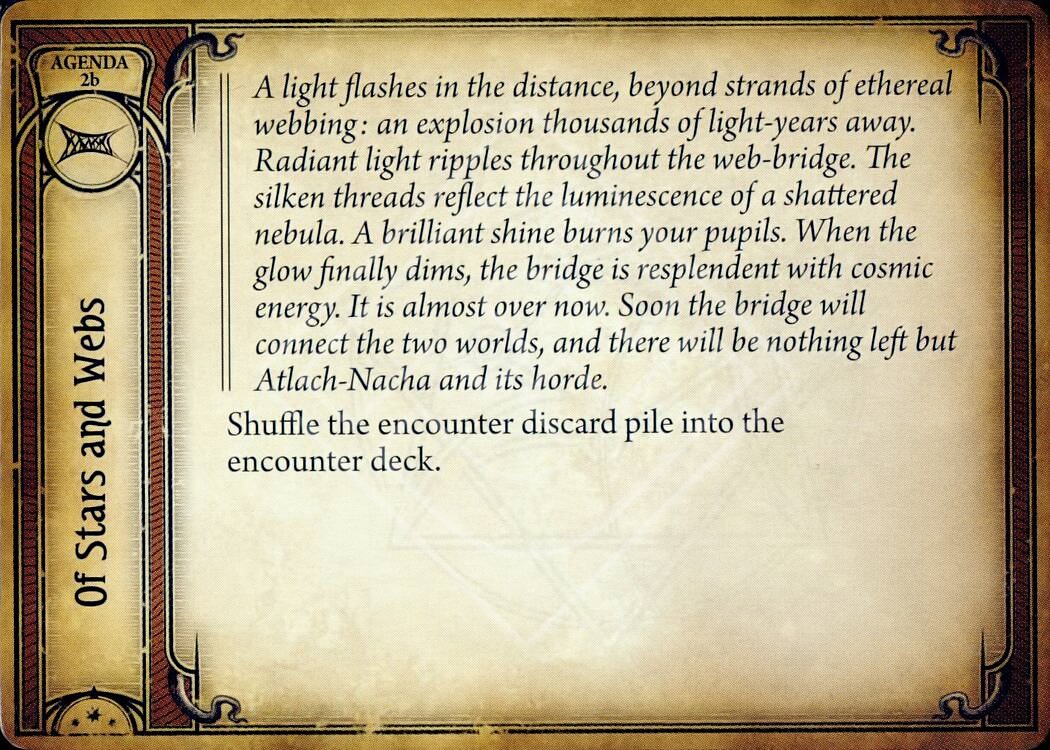 AGENDA
2b
Of Stars and Webs
A light flashes in the distance, beyond strands of ethereal
webbing: an explosion thousands of light-years away.
Radiant light ripples throughout the web-bridge. The
silken threads reflect the luminescence of a shattered
nebula. A brilliant shine burns your pupils. When the
glow finally dims, the bridge is resplendent with cosmic
energy. It is almost over now. Soon the bridge will
connect the two worlds, and there will be nothing left but
Atlach-Nacha and its horde.
Shuffle the encounter discard pile into the
encounter deck.